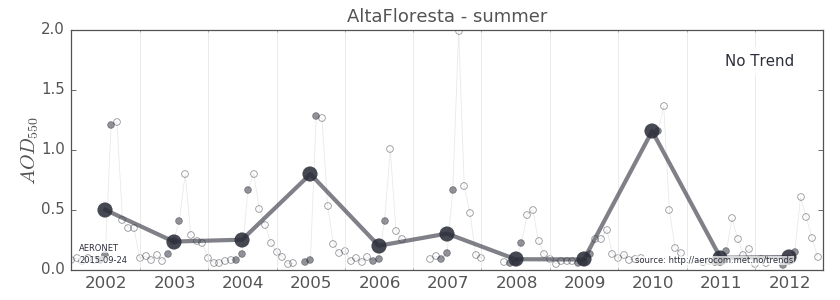 AltaFloresta - summer
2.0
No Trend
1.5
1.0
0.5
0.0
AOD550
AERONET
2015-09-24
source: http://aerocom.met.no/trends/
2002 2003 2004 2005 2006 2007 2008 2009 2010 2011 2012